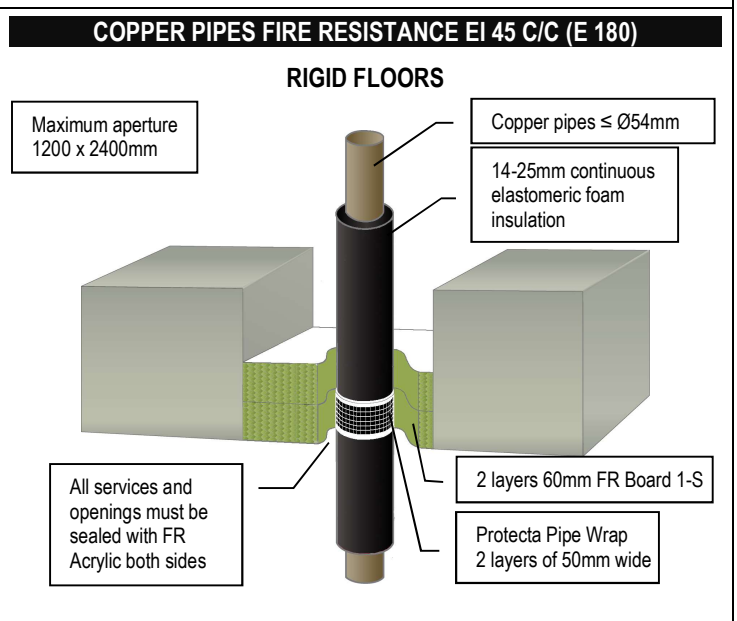 COPPER PIPES FIRE RESISTANCE EI 45 C/C (E 180)
RIGID FLOORS
Maximum aperture
1200 x 2400mm
Copper pipes ≤ Ø54mm
14-25mm continuous
elastomeric foam
insulation
All services and
openings must be
sealed with FR
Acrylic both sides
2 layers 60mm FR Board 1-S
Protecta Pipe Wrap
2 layers of 50mm wide